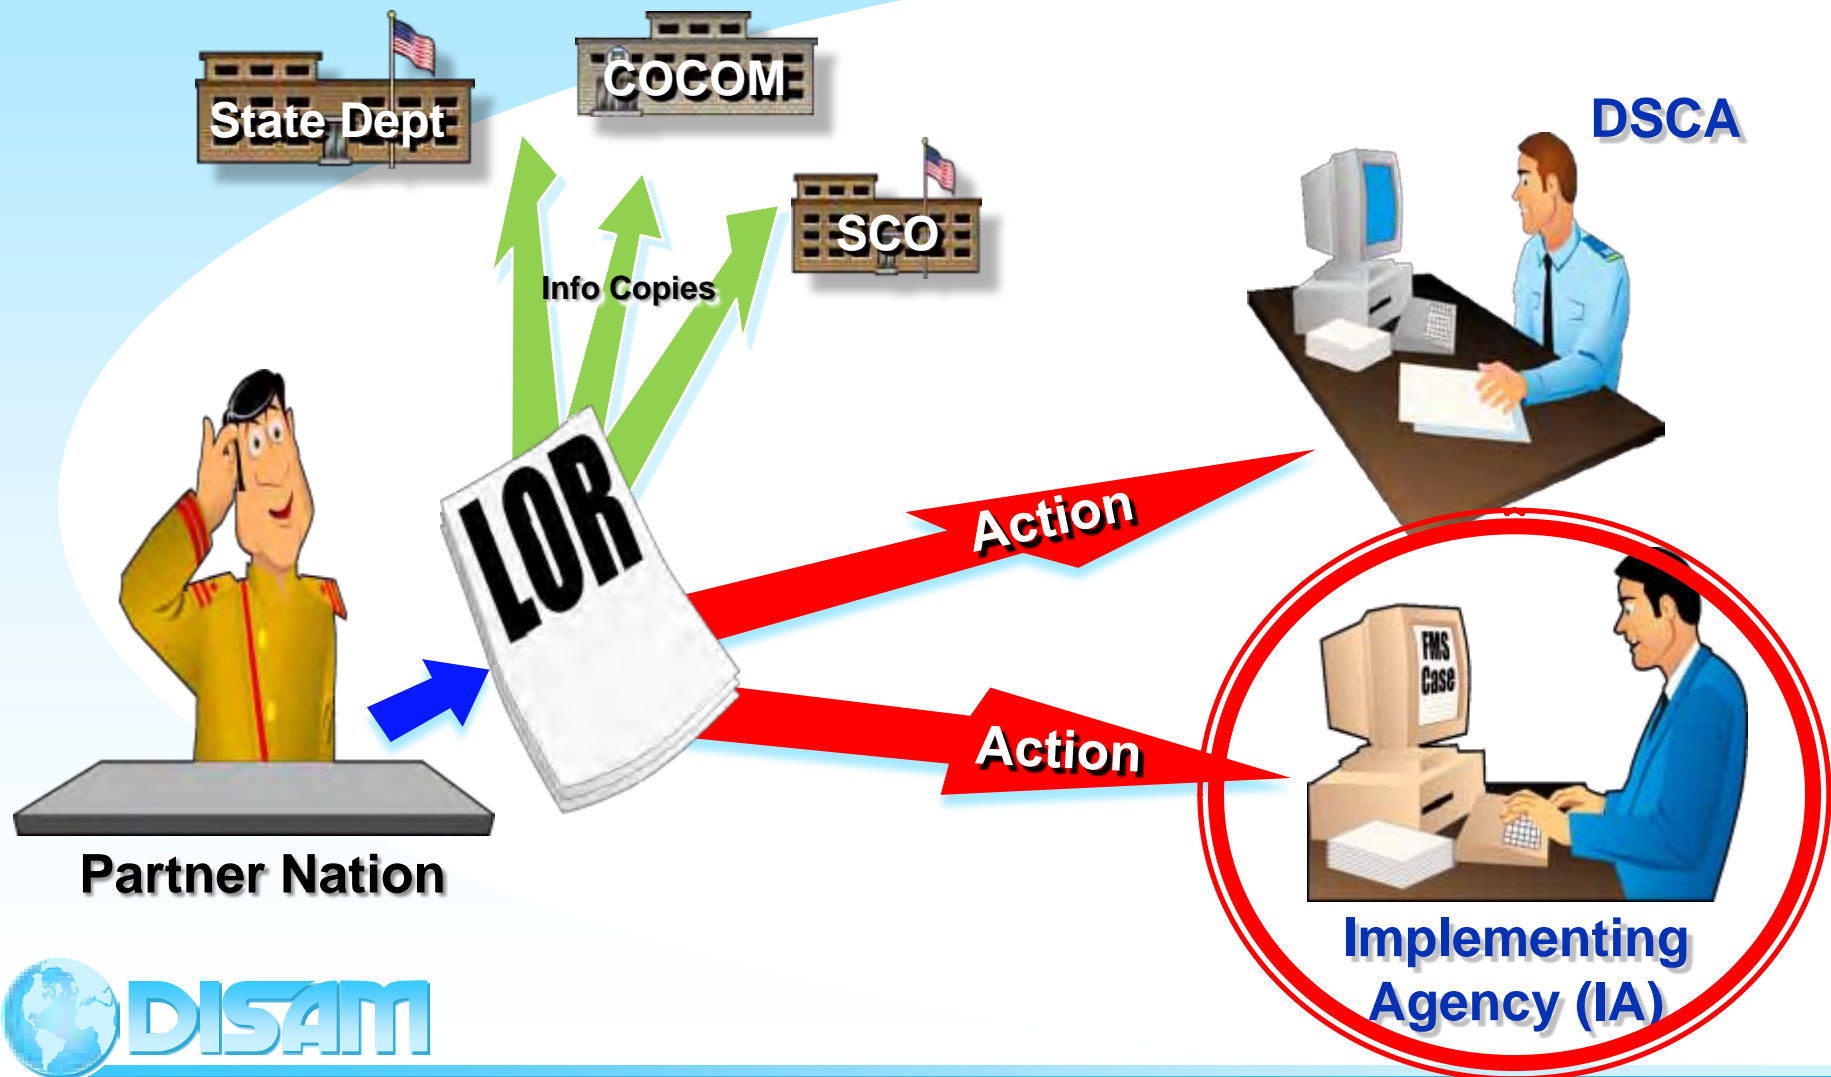 State Dept
COCOM
SCO
DSCA
Info Copies
LOR
Action
Action
FMS
Case
Partner Nation
Implementing
Agency (IA)
DISAM